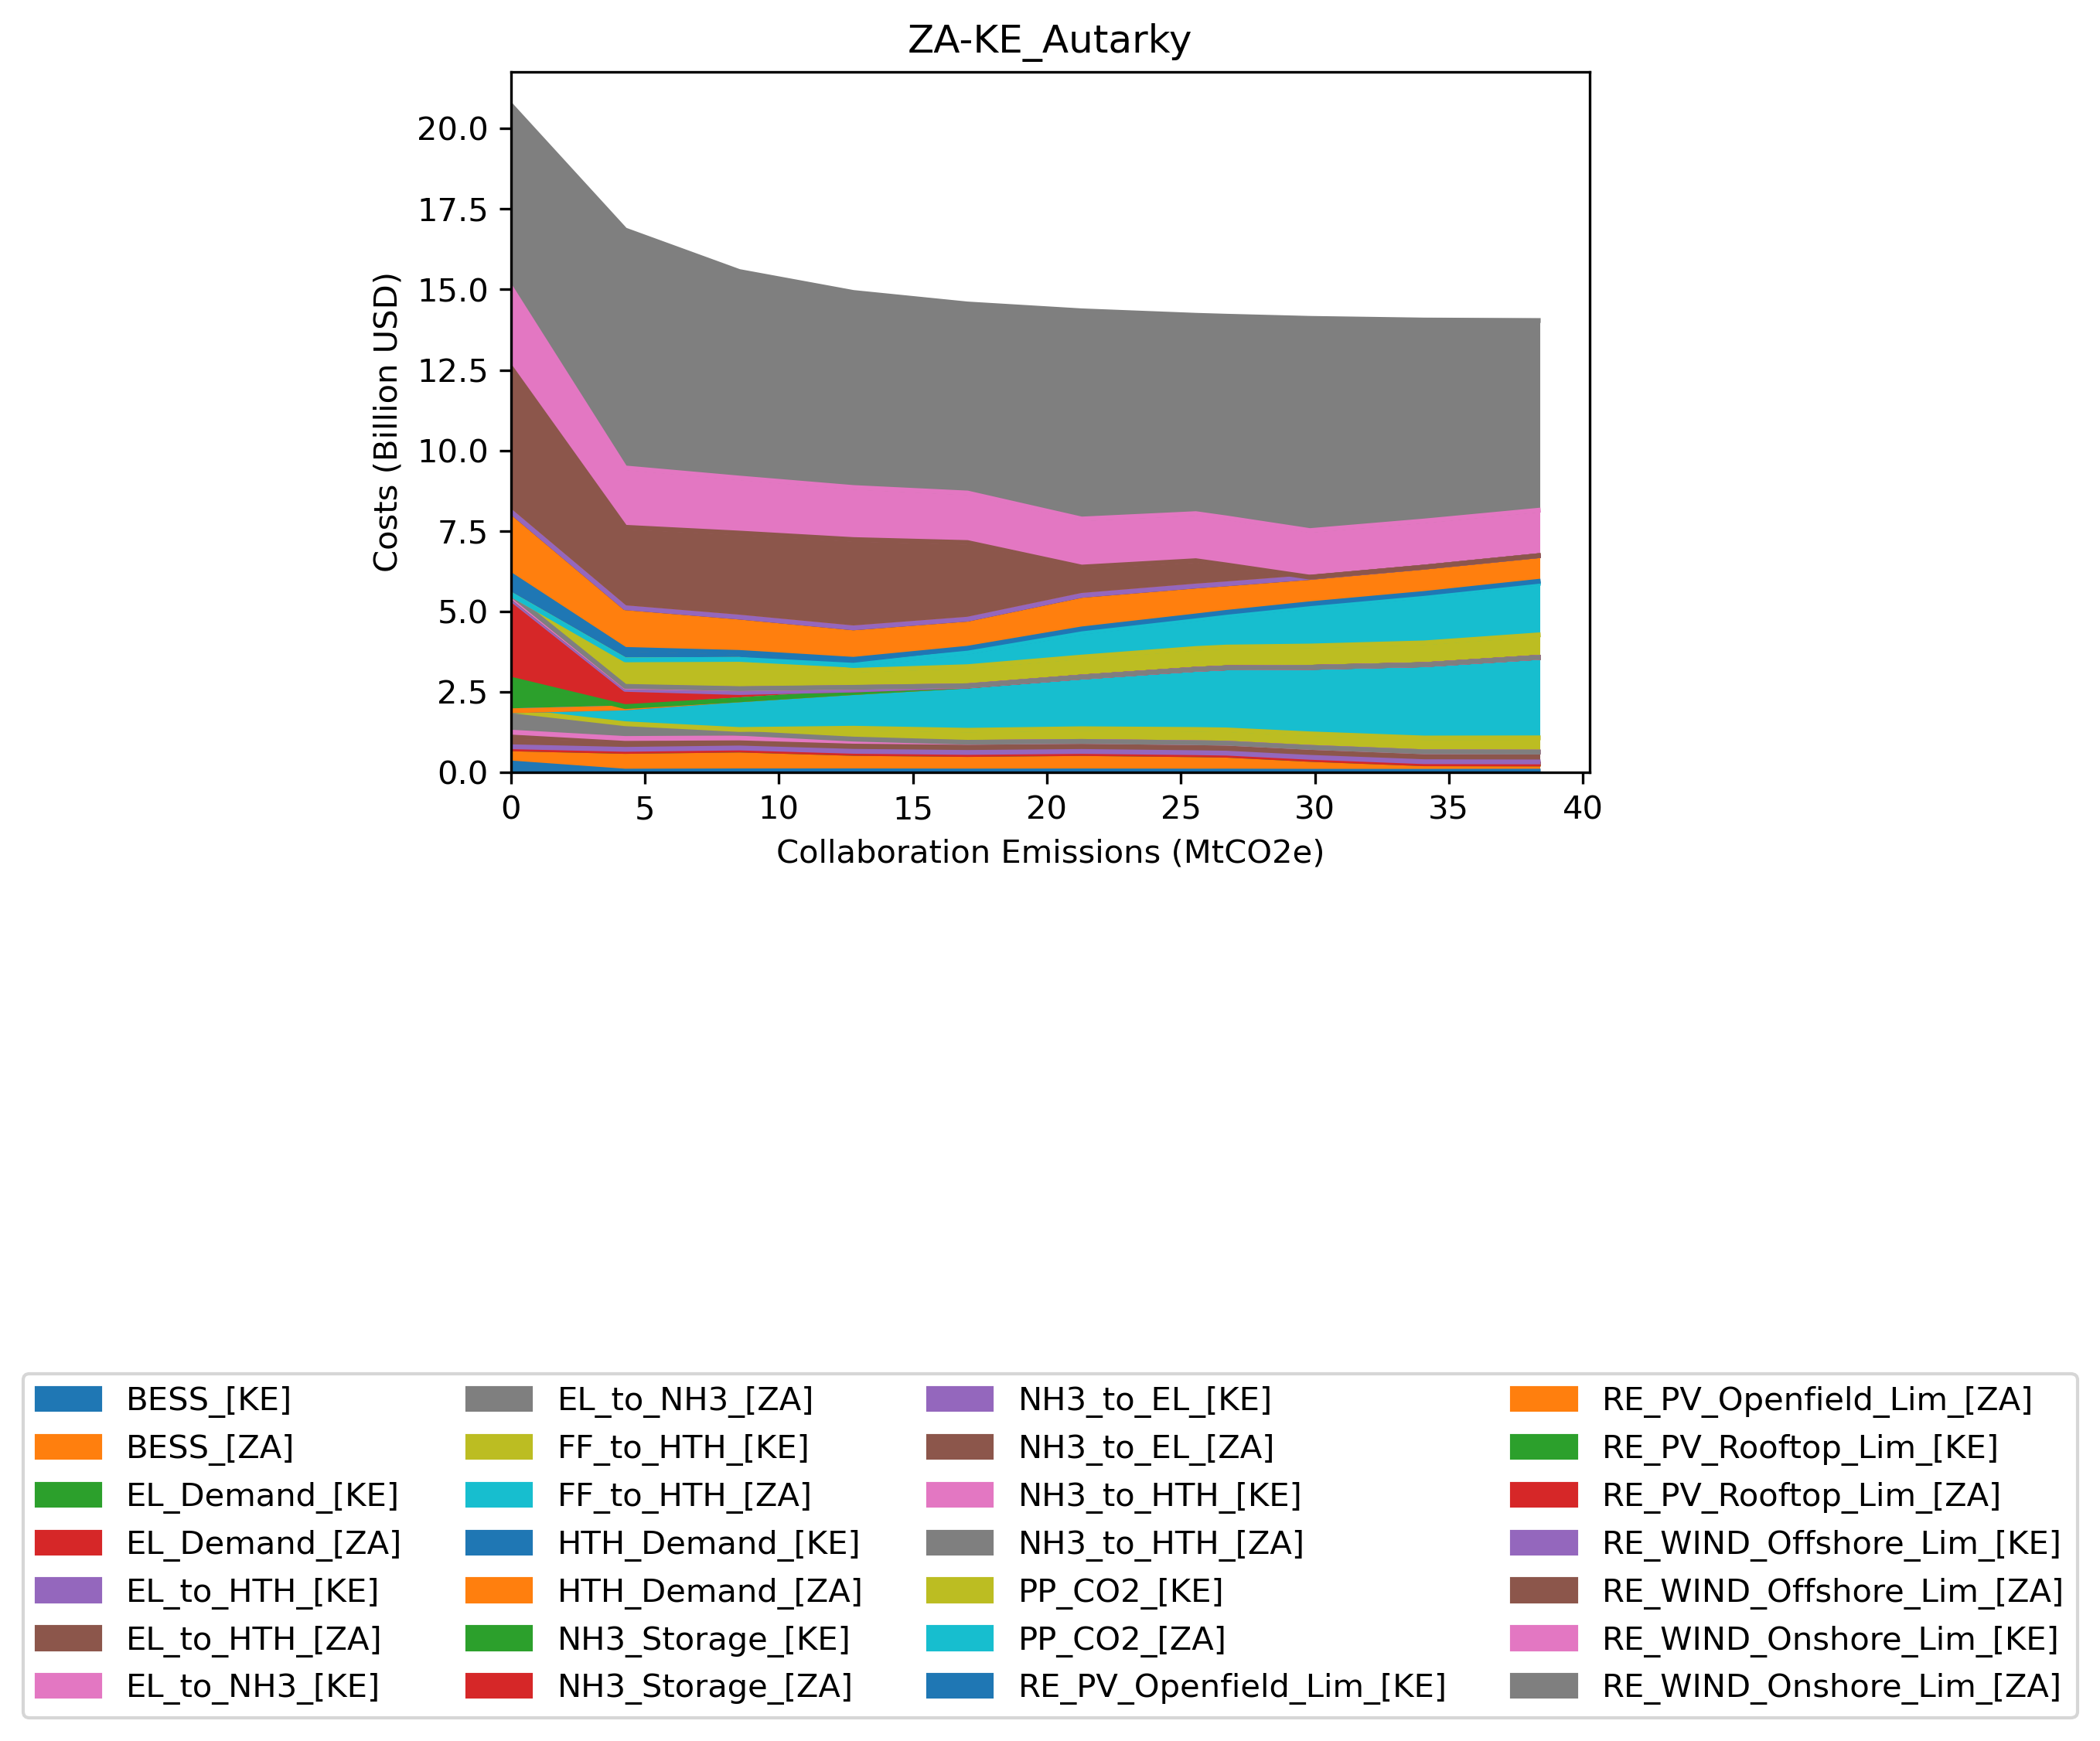 ZA-KE_Autarky
Costs (Billion USD)
20.0
17.5
15.0
12.5
10.0
7.5
5.0
2.5
0.0
0 5 10 15 20 25 30 35 40
Collaboration Emissions (MtCO2e)
BESS_[KE]
BESS_[ZA]
EL_Demand_[KE]
EL_Demand_[ZA]
EL_to_HTH_[KE]
EL_to_HTH_[ZA]
EL_to_NH3_[KE]
EL_to_NH3_[ZA]
FF_to_HTH_[KE]
FF_to_HTH_[ZA]
HTH_Demand_[KE]
HTH_Demand_[ZA]
NH3_Storage_[KE]
NH3_Storage_[ZA]
NH3_to_EL_[KE]
NH3_to_EL_[ZA]
NH3_to_HTH_[KE]
NH3_to_HTH_[ZA]
PP_CO2_[KE]
PP_CO2_[ZA]
RE_PV_Openfield_Lim_[KE]
RE_PV_Openfield_Lim_[ZA]
RE_PV_Rooftop_Lim_[KE]
RE_PV_Rooftop_Lim_[ZA]
RE_WIND_Offshore_Lim_[KE]
RE_WIND_Offshore_Lim_[ZA]
RE_WIND_Onshore_Lim_[KE]
RE_WIND_Onshore_Lim_[ZA]